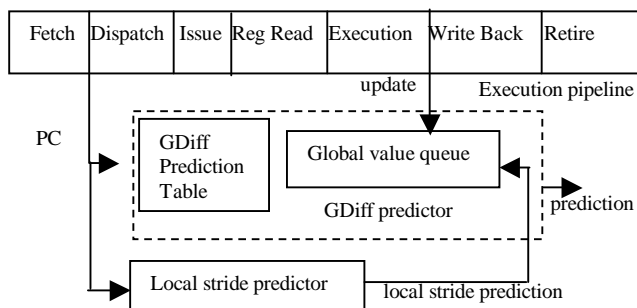 Fetch Dispatch Issue Reg Read Execution Write Back Retire
update Execution pipeline
PC
GDiff
Prediction
Table
Global value queue
GDiff predictor
prediction
Local stride predictor
local stride prediction